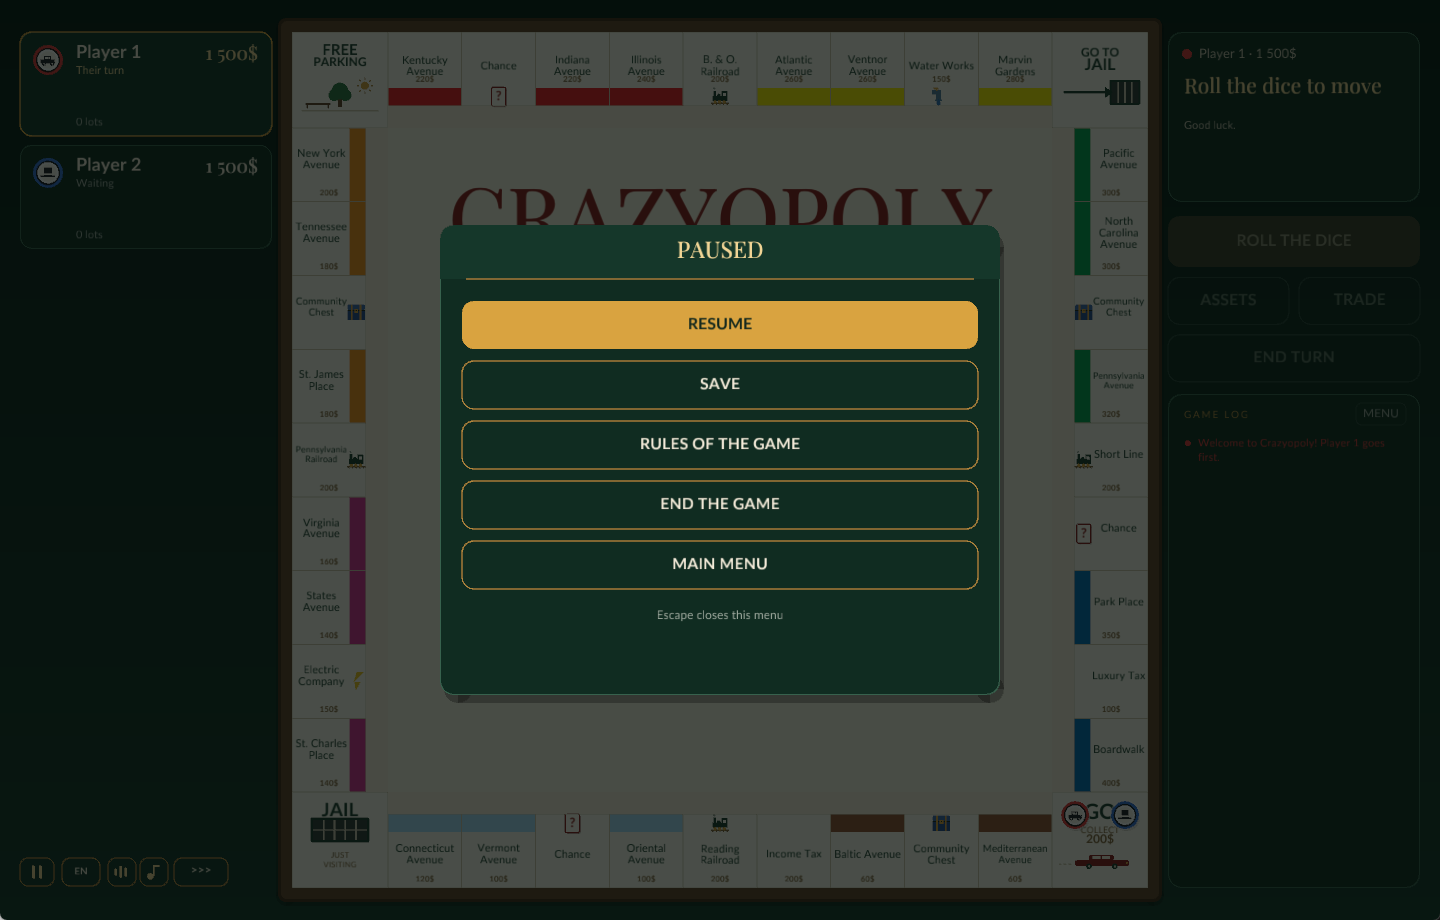 Player 1
1 500$
Their turn
0 lots
Player 2
1 500$
Waiting
0 lots
FREE
PARKING
Kentucky
Avenue
220$
Chance
?
Indiana
Avenue
220$
Illinois
Avenue
240$
B. & O.
Railroad
200$
Atlantic
Avenue
260$
Ventnor
Avenue
260$
Water Works
150$
Marvin
Gardens
280$
GO TO
JAIL
New York
Avenue
200$
Tennessee
Avenue
180$
Community
Chest
St. James
Place
180$
Pennsylvania
Railroad
200$
Virginia
Avenue
160$
States
Avenue
140$
Electric
Company
150$
St. Charles
Place
140$
CRAZYOPOLY
PAUSED
RESUME
SAVE
RULES OF THE GAME
END THE GAME
MAIN MENU
Escape closes this menu
Pacific
Avenue
300$
North
Carolina
Avenue
300$
Community
Chest
Pennsylvania
Avenue
320$
Short Line
200$
Chance
?
Park Place
350$
Luxury Tax
100$
Boardwalk
400$
JAIL
JUST
VISITING
Connecticut
Avenue
120$
Vermont
Avenue
100$
?
Chance
Oriental
Avenue
100$
Reading
Railroad
200$
Income Tax
200$
Baltic Avenue
60$
Community
Chest
Mediterranean
Avenue
60$
GO
COLLECT
200$
Player 1 · 1 500$
Roll the dice to move
Good luck.
ROLL THE DICE
ASSETS
TRADE
END TURN
GAME LOG
MENU
Welcome to Crazyopoly! Player 1 goes
first.
EN
>>>